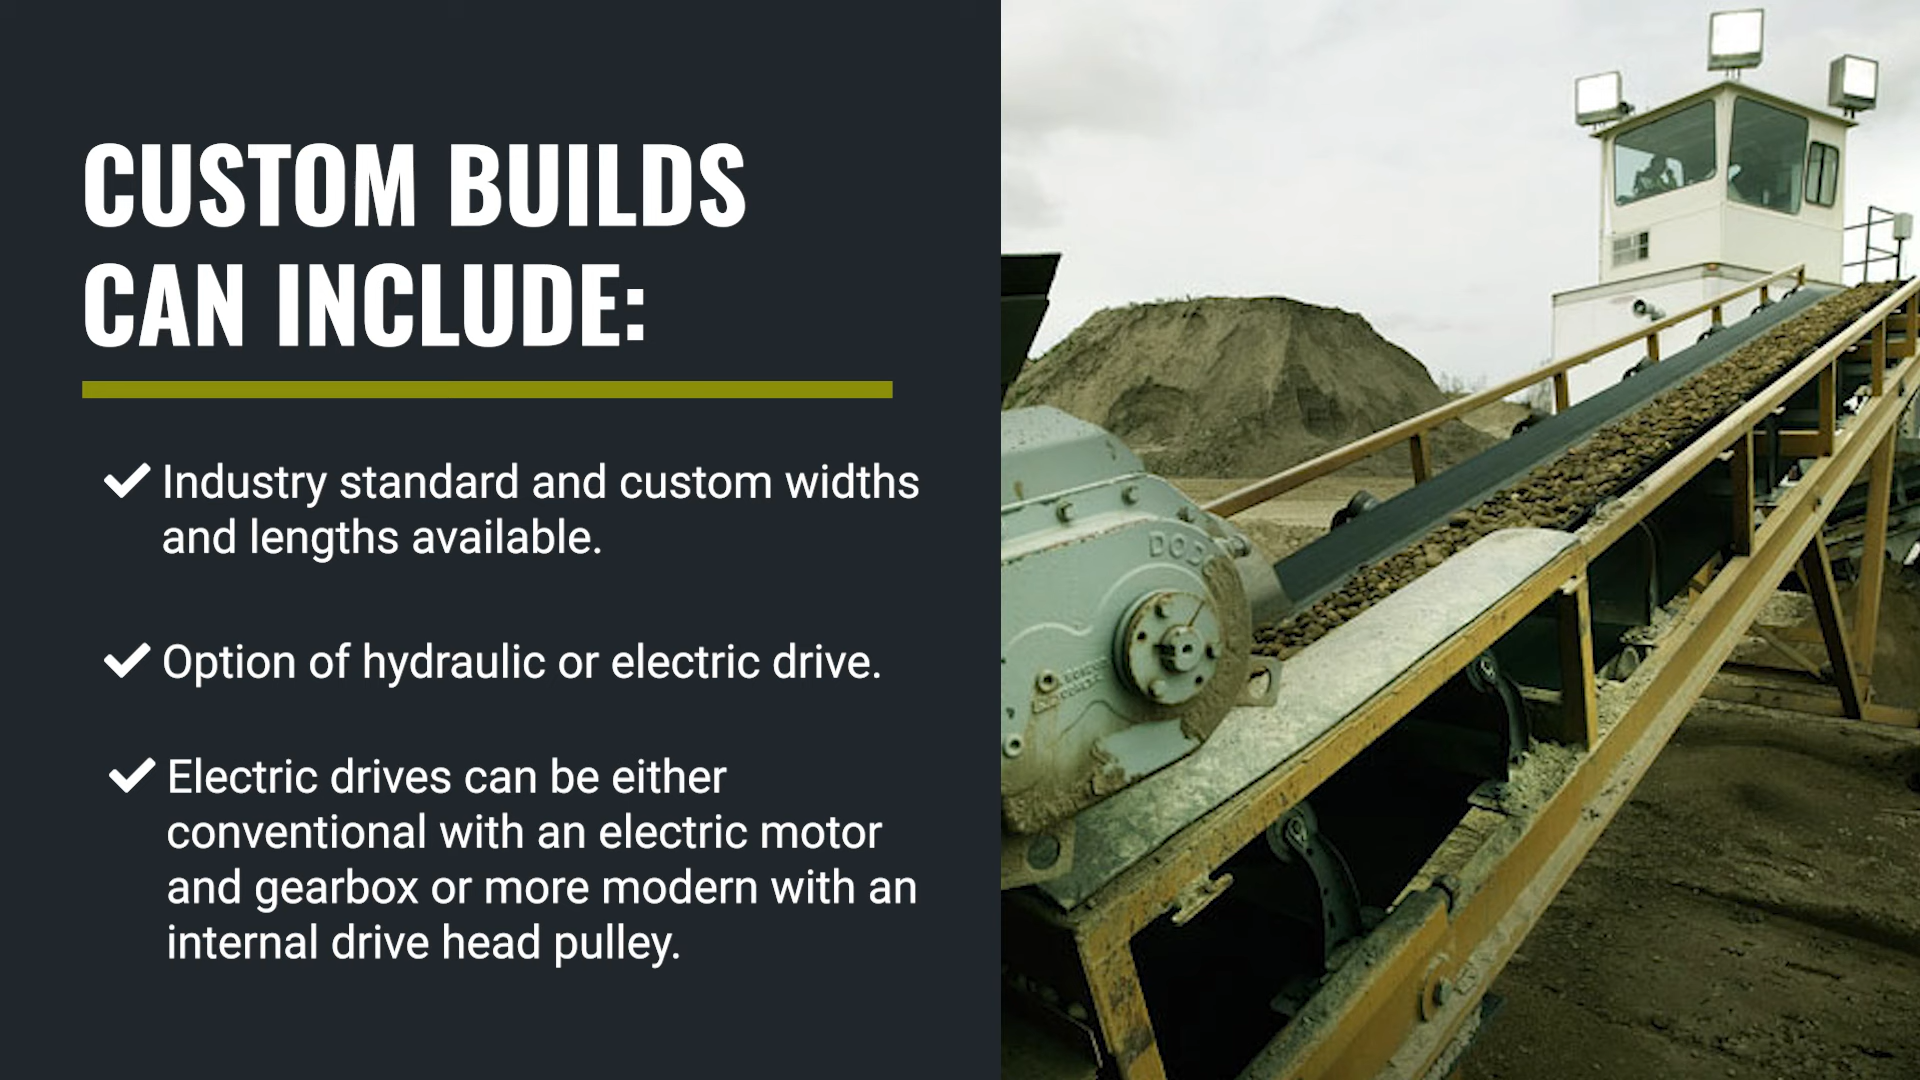 CUSTOM BUILDS
CAN INCLUDE:
Industry standard and custom widths
and lengths available.
Option of hydraulic or electric drive.
Electric drives can be either
conventional with an electric motor
and gearbox or more modern with an
internal drive head pulley.